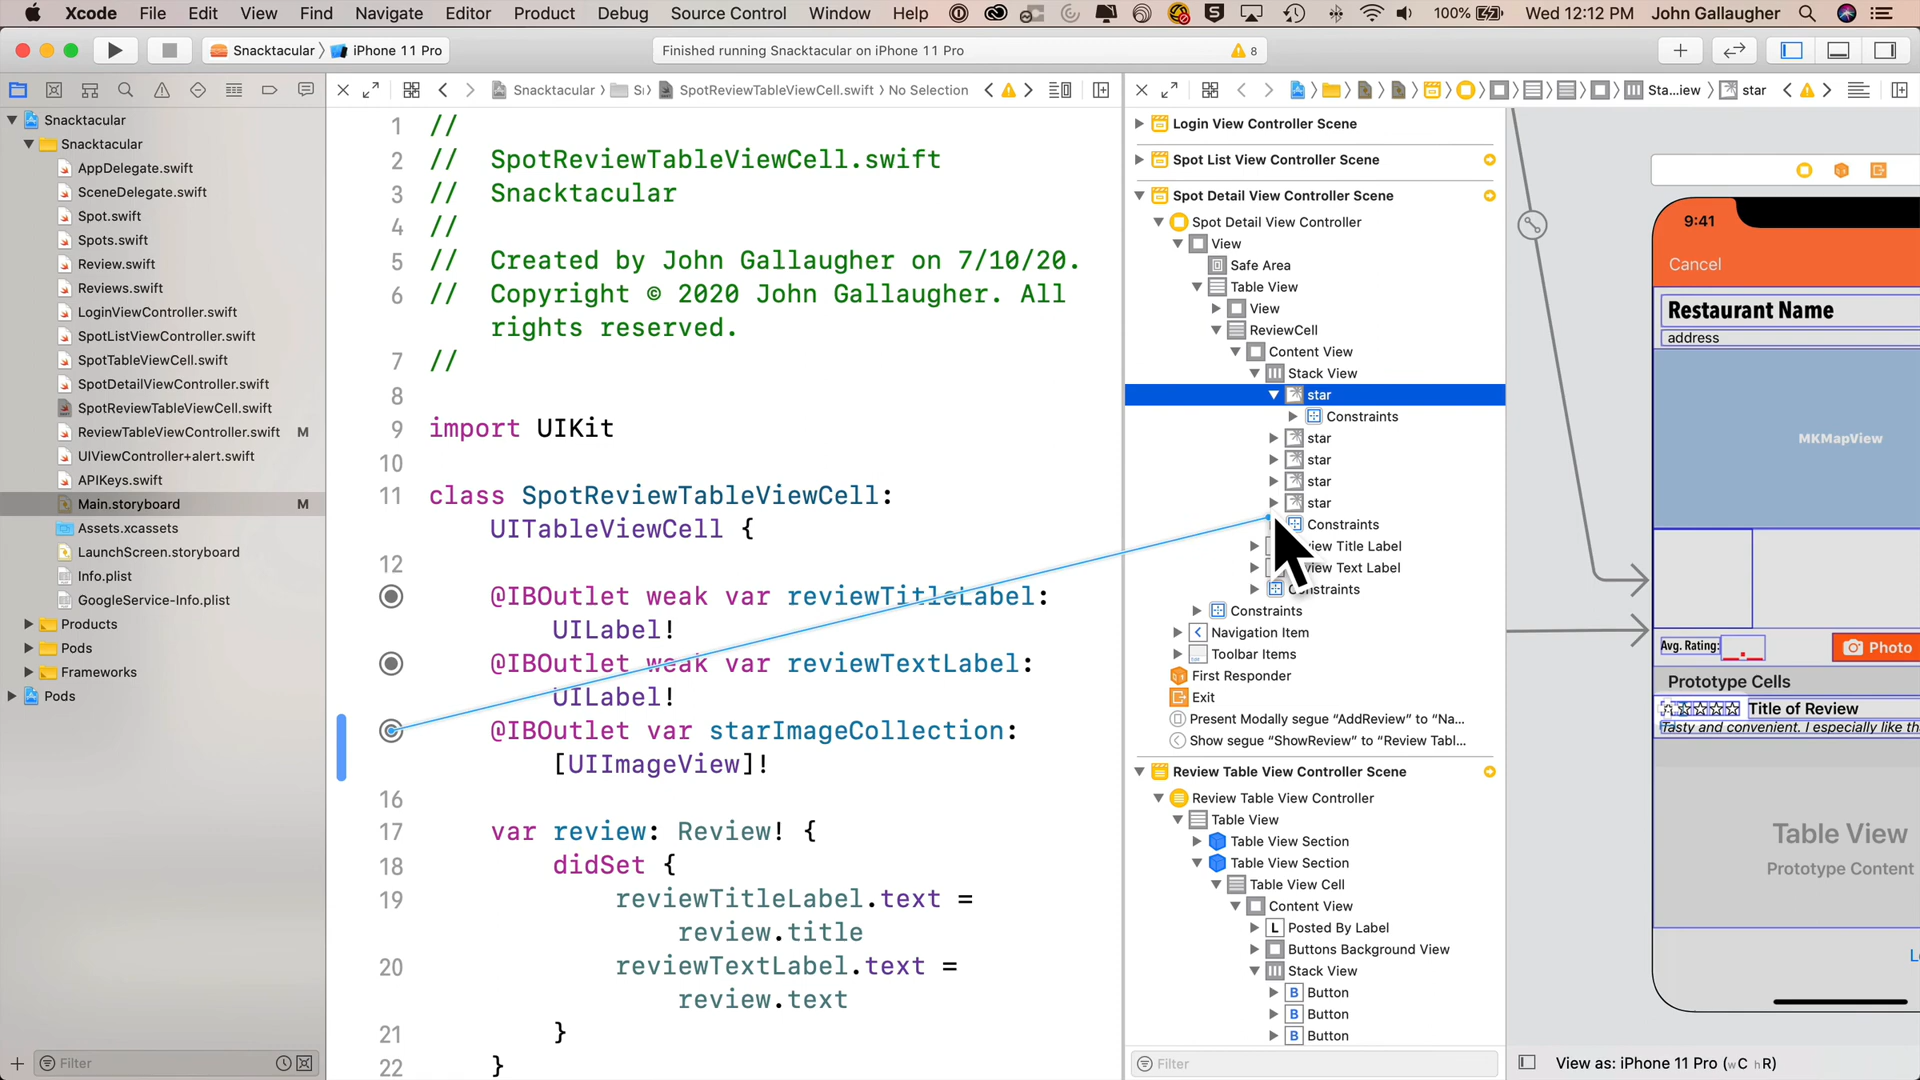 Xcode File Edit View Find Navigate Editor Product Debug Source Control Window Help 100% Wed 12:12 PM John Gallaugher
Snacktacular 〉 iPhone 11 Pro
Finished running Snacktacular on iPhone 11 Pro
8
Snacktacular
Snacktacular
AppDelegate.swift
SceneDelegate.swift
Spot.swift
Spots.swift
Review.swift
Reviews.swift
LoginViewController.swift
SpotListViewController.swift
SpotTableViewCell.swift
SpotDetailViewController.swift
SpotReviewTableViewCell.swift
ReviewTableViewController.swift M
UIViewController+alert.swift
APIKeys.swift
Main.storyboard M
Assets.xcassets
LaunchScreen.storyboard
Info.plist
GoogleService-Info.plist
Products
Pods
Frameworks
Pods
Filter
Snacktacular 〉 S 〉 SpotReviewTableViewCell.swift 〉 No Selection
1 //
2 // SpotReviewTableViewCell.swift
3 // Snacktacular
4 //
5 // Created by John Gallaugher on 7/10/20.
6 // Copyright © 2020 John Gallaugher. All
rights reserved.
7 //
8
9 import UIKit
10
11 class SpotReviewTableViewCell:
UITableViewCell {
12
@IBOutlet weak var reviewTitleLabel:
UILabel!
@IBOutlet weak var reviewTextLabel:
UILabel!
@IBOutlet var starImageCollection:
[UIImageView]!
16
17 var review: Review! {
18 didSet {
19 reviewTitleLabel.text =
review.title
20 reviewTextLabel.text =
review.text
21 }
22 }
Sta...iew 〉 star
Login View Controller Scene
Spot List View Controller Scene
Spot Detail View Controller Scene
Spot Detail View Controller
View
Safe Area
Table View
View
ReviewCell
Content View
Stack View
star
Constraints
star
star
star
star
Constraints
iew Title Label
iew Text Label
Constraints
Constraints
Navigation Item
Toolbar Items
First Responder
Exit
Present Modally segue “AddReview” to “Na...
Show segue “ShowReview” to “Review Tabl...
Review Table View Controller Scene
Review Table View Controller
Table View
Table View Section
Table View Section
Table View Cell
Content View
L Posted By Label
Buttons Background View
Stack View
B Button
B Button
B Button
Filter
9:41
Cancel
Restaurant Name
address
MKMapView
Avg. Rating:
Photo
Prototype Cells
Title of Review
Tasty and convenient. I especially like th
Table View
Prototype Content
View as: iPhone 11 Pro (wC hR)